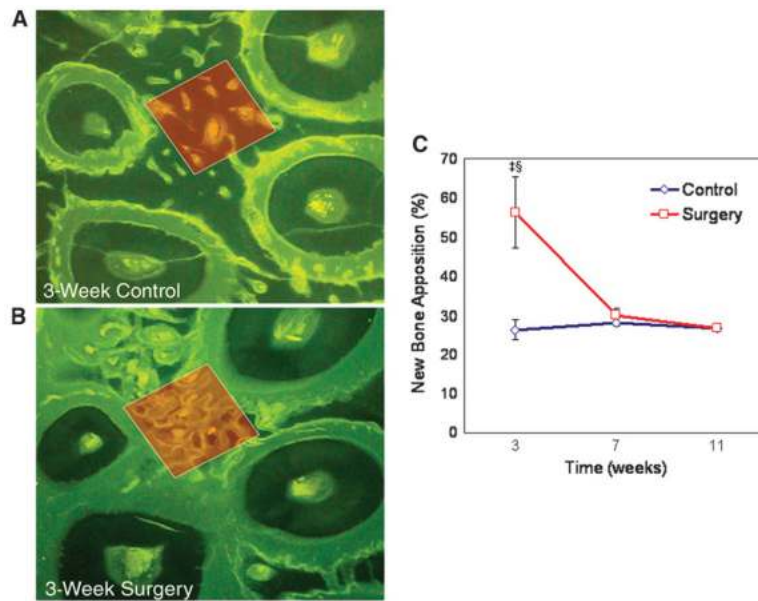 A
3-Week Control
B
3-Week Surgery
C
‡§
Control
Surgery
New Bone Apposition (%)
70
60
50
40
30
20
10
0
3
7
11
Time (weeks)